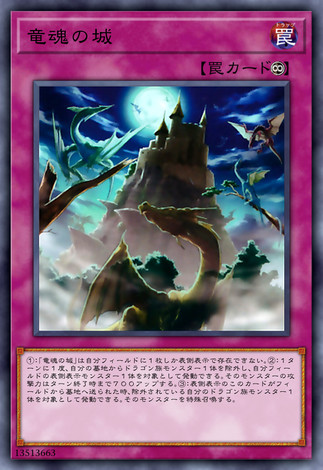 竜魂の城
トラップ
罠
【罠カード】
①:「竜魂の城」は自分フィールドに1枚しか表側表示で存在できない。②:1タ
ーンに1度、自分の墓地からドラゴン族モンスター1体を除外し、自分フィ
ールドの表側表示モンスター1体を対象として発動できる。そのモンスターの攻
撃力はターン終了時まで700アップする。③:表側表示のこのカードがフィ
ールドから墓地へ送られた時、除外されている自分のドラゴン族モンスター1
体を対象として発動できる。そのモンスターを特殊召喚する。
13513663